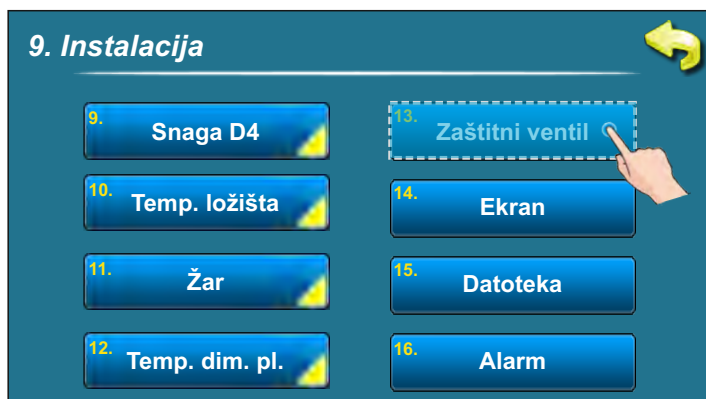 9. Instalacija
9. Snaga D4
10. Temp. ložišta
11. Žar
12. Temp. dim. pl.
13. Zaštitni ventil
14. Ekran
15. Datoteka
16. Alarm